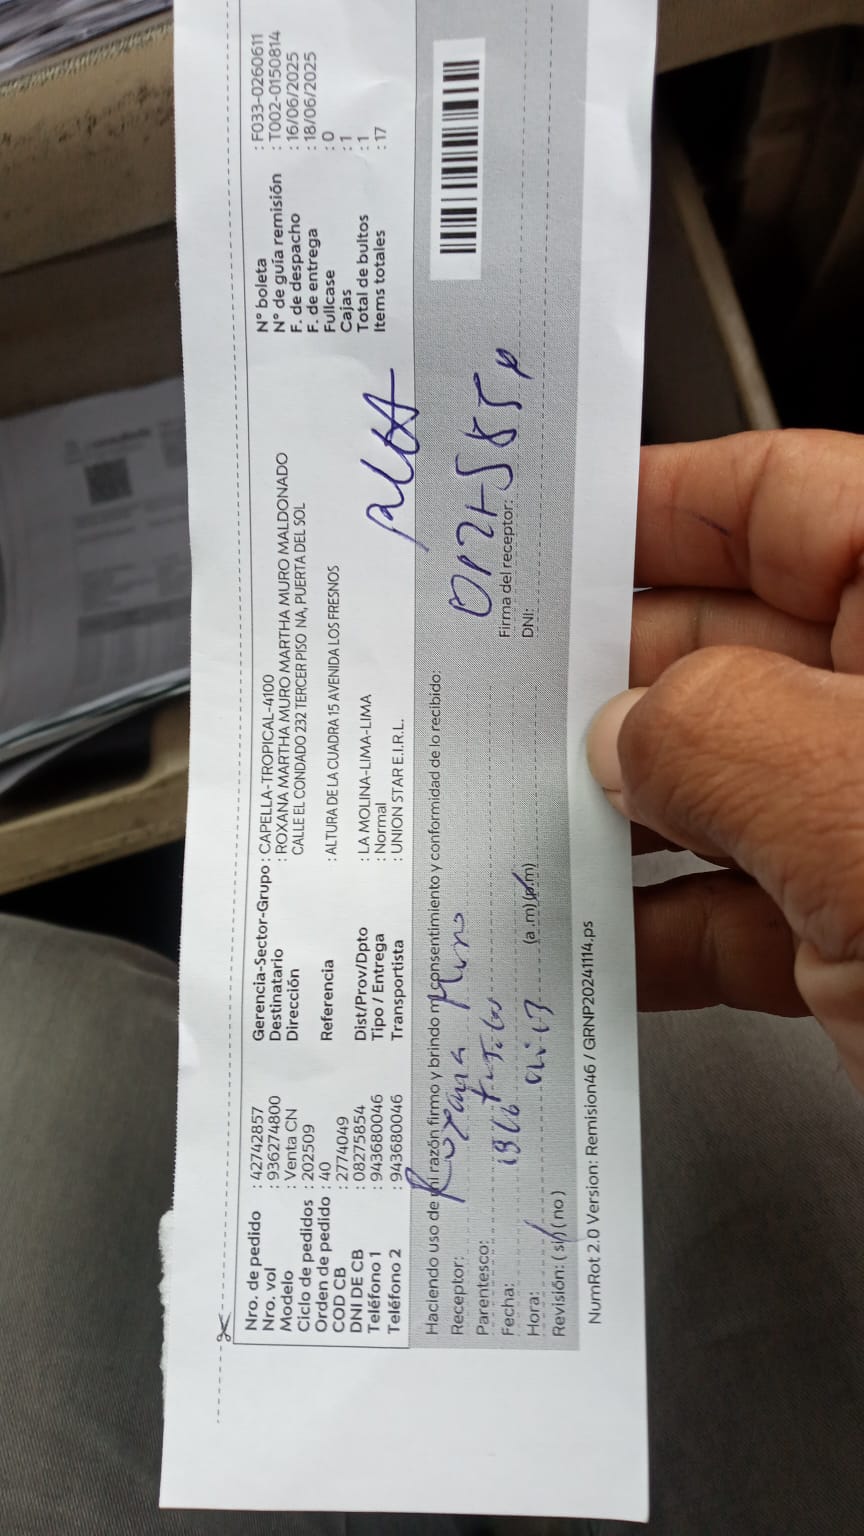 Nro. de pedido : 42742857
Nro. vol : 936274800
Modelo : Venta CN
Ciclo de pedidos : 202509
Orden de pedido : 40
COD CB : 2774049
DNI DE CB : 08275854
Teléfono 1 : 943680046
Teléfono 2 : 943680046
Gerencia-Sector-Grupo : CAPELLA-TROPICAL-4100
Destinatario : ROXANA MARTHA MURO MARTHA MURO MALDONADO
Dirección CALLE EL CONDADO 232 TERCER PISO NA, PUERTA DEL SOL
Referencia : ALTURA DE LA CUADRA 15 AVENIDA LOS FRESNOS
Dist/Prov/Dpto : LA MOLINA-LIMA-LIMA
Tipo / Entrega : Normal
Transportista : UNION STAR E.I.R.L.
N° boleta : F033-0260611
N° de guía remisión : T002-0150814
F. de despacho : 16/06/2025
F. de entrega : 18/06/2025
Fullcase : 0
Cajas : 1
Total de bultos : 1
Items totales : 17
Haciendo uso de mi razón firmo y brindo mi consentimiento y conformidad de lo recibido:
Receptor: Roxana Muro
Parentesco:
Fecha:
Hora: (a.m) (p.m)
Revisión: ( si ) ( no )
Firma del receptor:
DNI:
NumRot 2.0 Version: Remision46 / GRNP20241114.ps